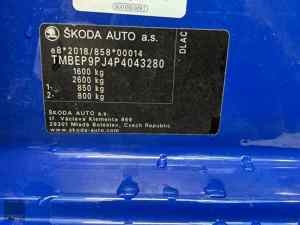 ŠKODA AUTO a.s.
e8*2018/858*00014
TMBEP9PJ4P4043280
1600 kg
2600 kg
1 - 850 kg
2 - 800 kg
DLAC
ŠKODA AUTO a.s.
tř. Václava Klementa 869
29301 Mladá Boleslav, Czech Republic
www.skoda-auto.com